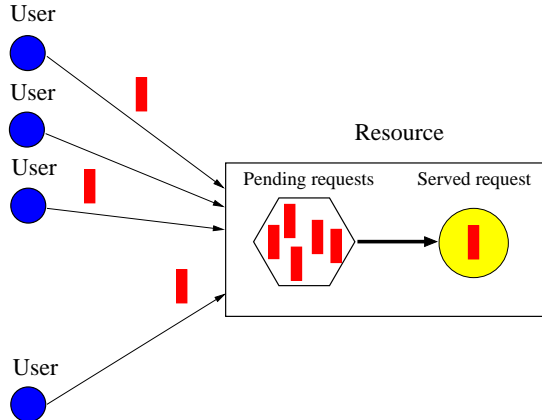 User
User
User
Resource
Pending requests
Served request
User